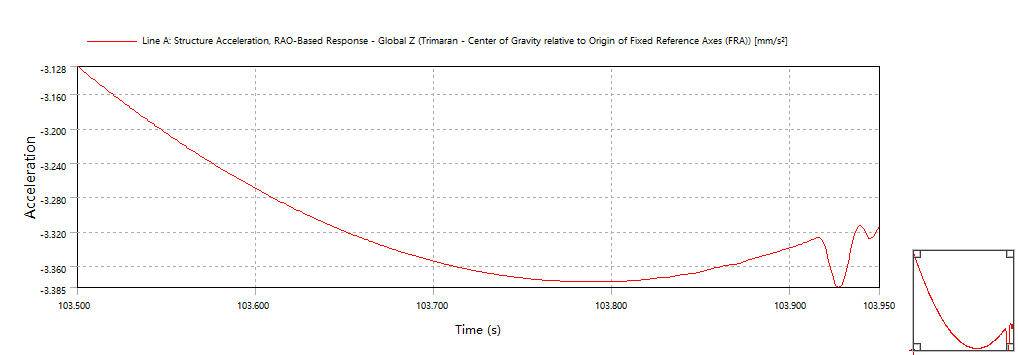 Line A: Structure Acceleration, RAO-Based Response - Global Z (Trimaran - Center of Gravity relative to Origin of Fixed Reference Axes (FRA)) [mm/s²]
-3.128
-3.160
-3.200
-3.240
-3.280
-3.320
-3.360
-3.385
Acceleration
103.500 103.600 103.700 103.800 103.900 103.950
Time (s)